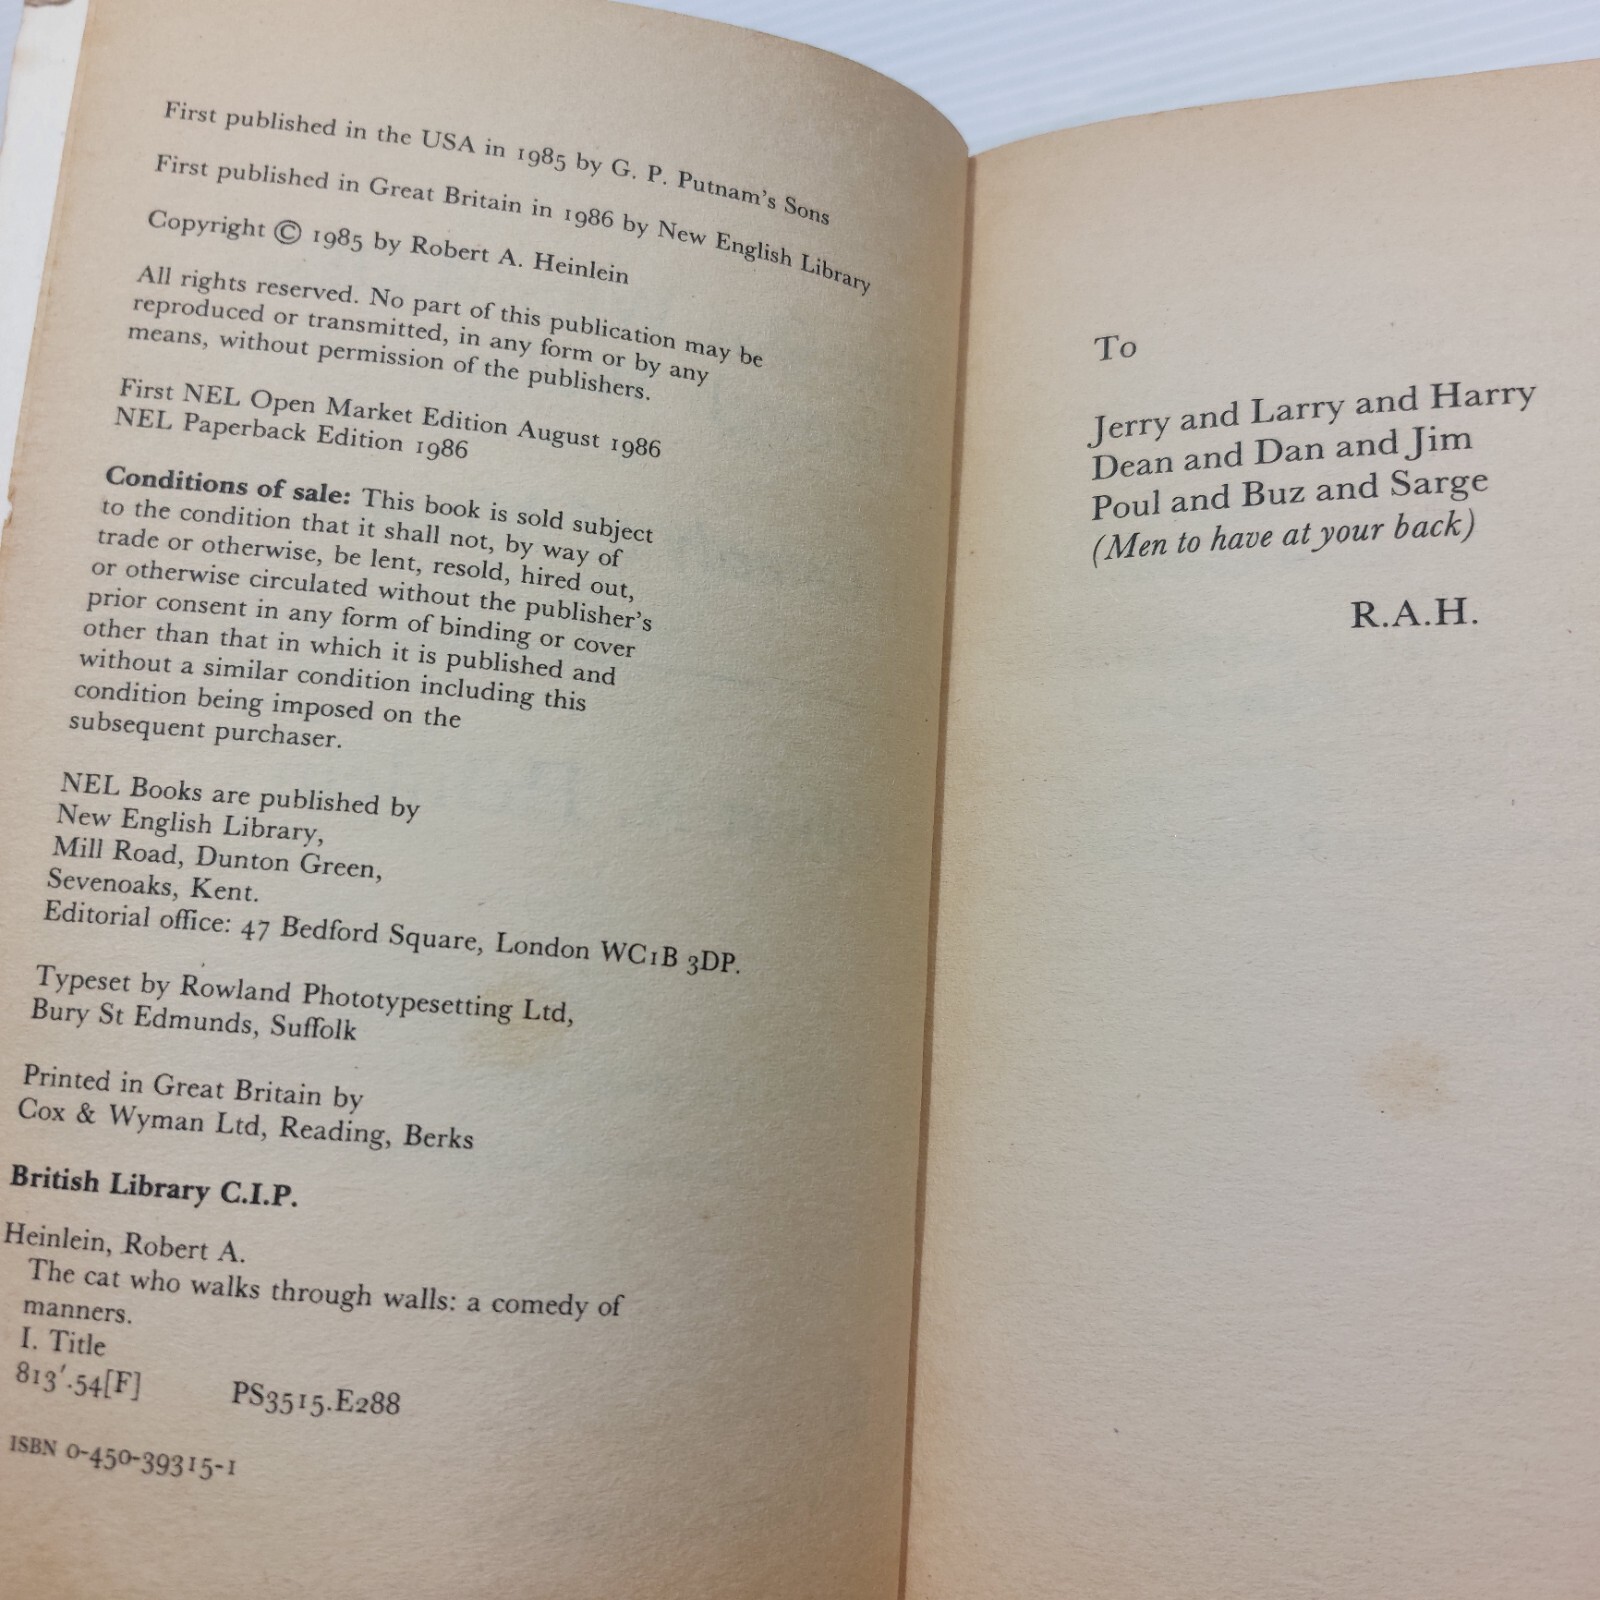 First published in the USA in 1985 by G. P. Putnam's Sons
First published in Great Britain in 1986 by New English Library
Copyright © 1985 by Robert A. Heinlein
All rights reserved. No part of this publication may be
reproduced or transmitted, in any form or by any
means, without permission of the publishers.
First NEL Open Market Edition August 1986
NEL Paperback Edition 1986
Conditions of sale: This book is sold subject
to the condition that it shall not, by way of
trade or otherwise, be lent, resold, hired out,
or otherwise circulated without the publisher's
prior consent in any form of binding or cover
other than that in which it is published and
without a similar condition including this
condition being imposed on the
subsequent purchaser.
NEL Books are published by
New English Library,
Mill Road, Dunton Green,
Sevenoaks, Kent.
Editorial office: 47 Bedford Square, London WC1B 3DP.
Typeset by Rowland Phototypesetting Ltd,
Bury St Edmunds, Suffolk
Printed in Great Britain by
Cox & Wyman Ltd, Reading, Berks
British Library C.I.P.
Heinlein, Robert A.
The cat who walks through walls: a comedy of
manners.
I. Title
813'.54[F] PS3515.E288
ISBN 0-450-39315-1
To
Jerry and Larry and Harry
Dean and Dan and Jim
Poul and Buz and Sarge
(Men to have at your back)
R.A.H.